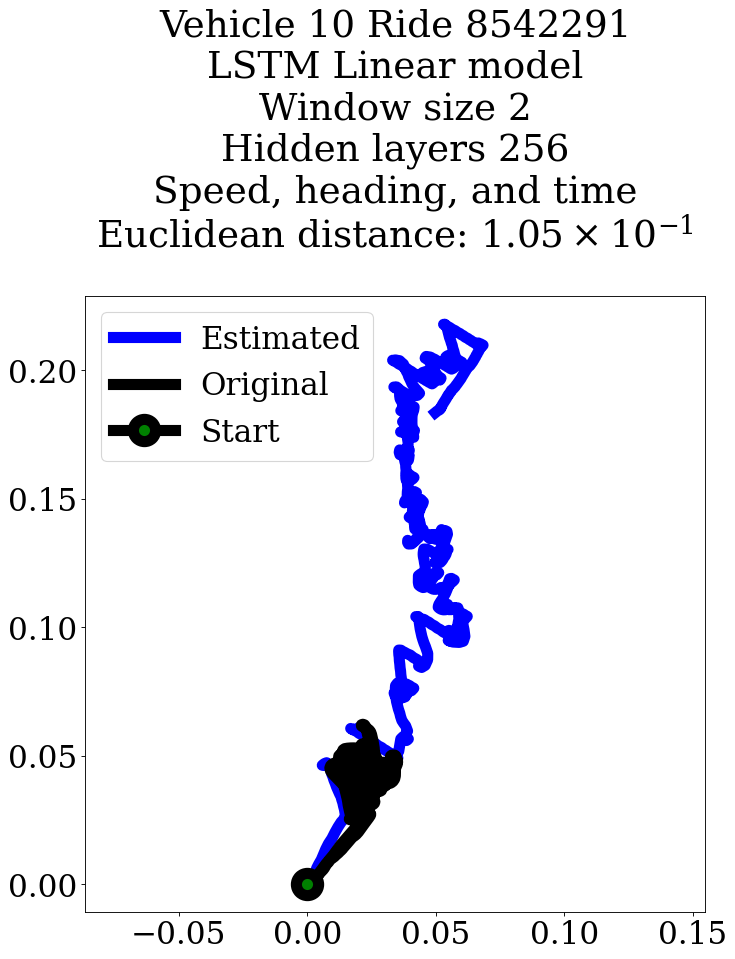 Vehicle 10 Ride 8542291
LSTM Linear model
Window size 2
Hidden layers 256
Speed, heading, and time
Euclidean distance: 1.05 × 10⁻¹
Estimated
Original
Start
0.20
0.15
0.10
0.05
0.00
−0.05 0.00 0.05 0.10 0.15